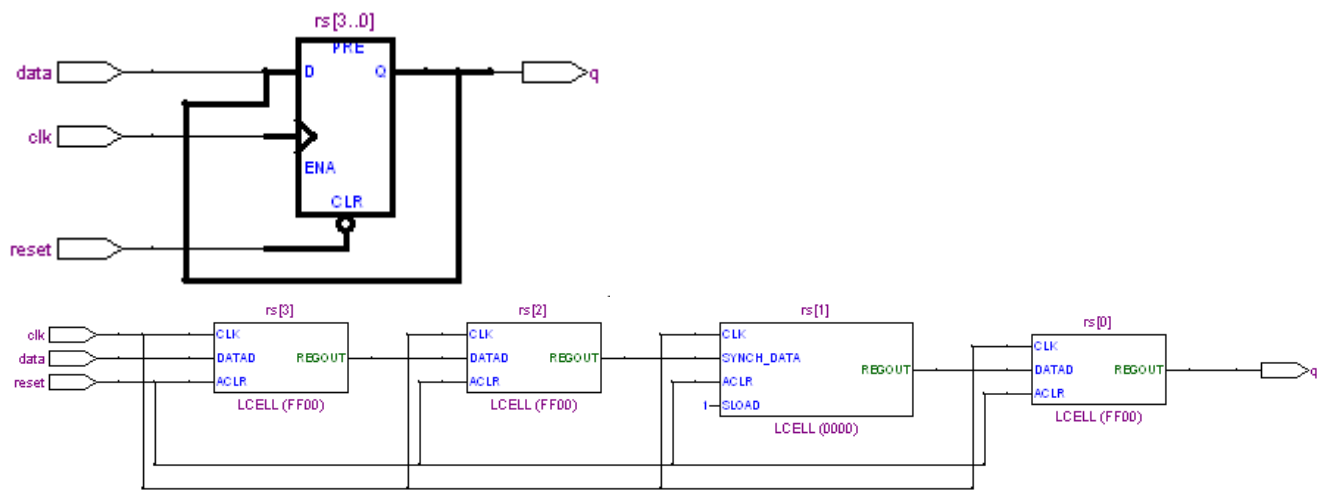 rs[3..0]
PRE
data D Q q
clk
ENA
CLR
reset
rs[3] rs[2] rs[1] rs[0]
clk CLK CLK CLK CLK
data DATAD REGOUT DATAD REGOUT SYNCH_DATA REGOUT DATAD REGOUT q
reset ACLR ACLR ACLR ACLR
1 SLOAD
LCELL (FF00) LCELL (FF00) LCELL (0000) LCELL (FF00)